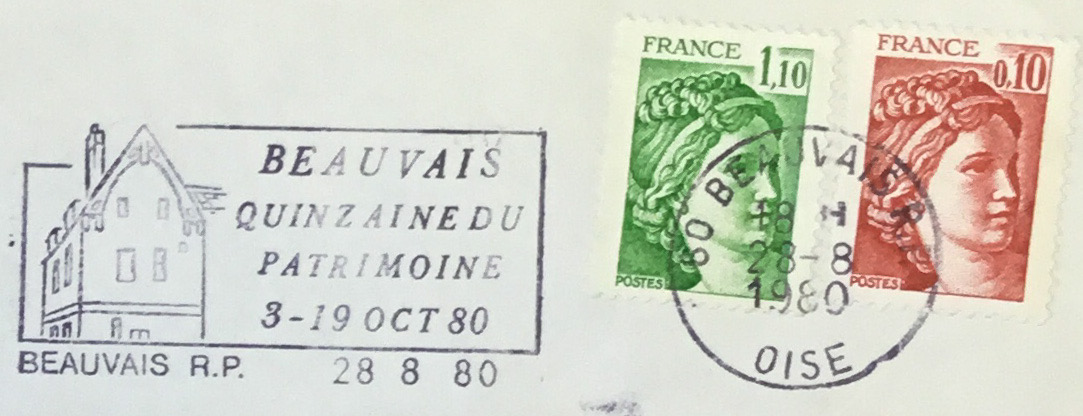 BEAUVAIS
QUINZAINE DU
PATRIMOINE
3-19 OCT 80
BEAUVAIS R.P.
28 8 80
FRANCE
1,10
POSTES
FRANCE
0,10
POSTES
60 BEAUVAIS R.P.
18 H
28-8
1980
OISE